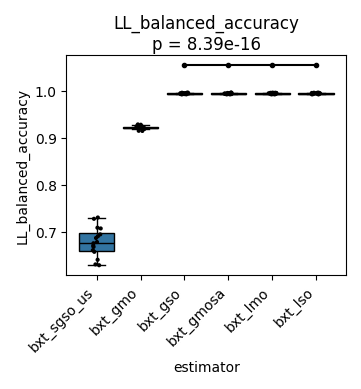 LL_balanced_accuracy
p = 8.39e-16
LL_balanced_accuracy
1.0
0.9
0.8
0.7
bxt_sgso_us
bxt_gmo
bxt_gso
bxt_gmosa
bxt_lmo
bxt_lso
estimator